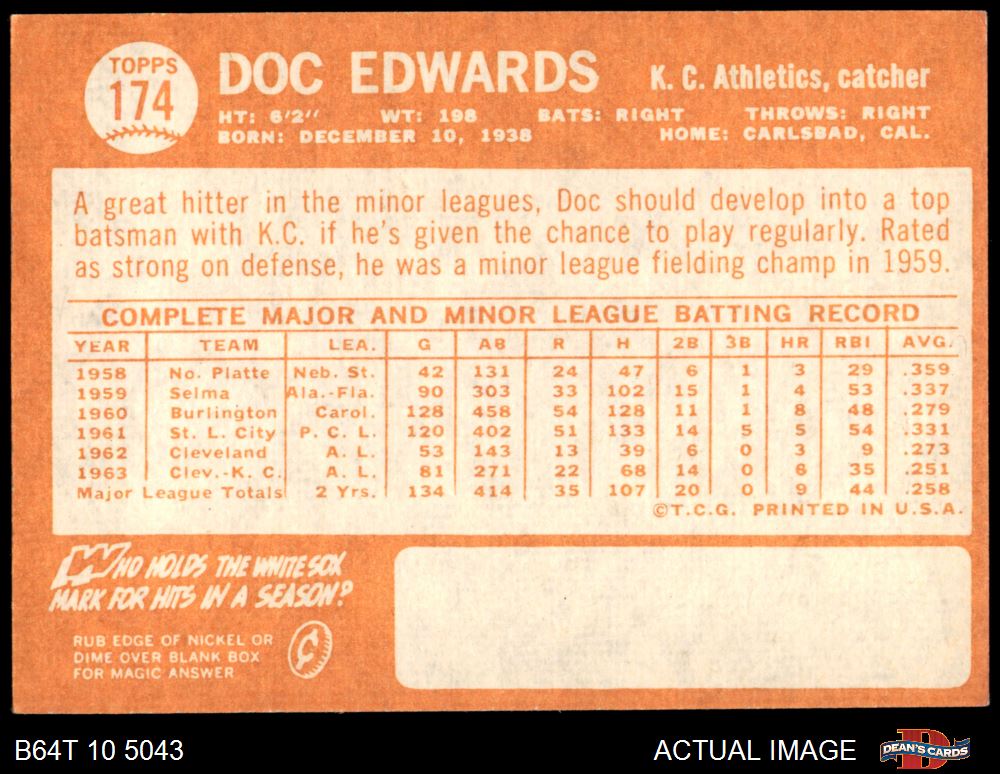 TOPPS
174
DOC EDWARDS
K. C. Athletics, catcher
HT: 6'2" WT: 198 BATS: RIGHT THROWS: RIGHT
BORN: DECEMBER 10, 1938 HOME: CARLSBAD, CAL.
A great hitter in the minor leagues, Doc should develop into a top
batsman with K.C. if he's given the chance to play regularly. Rated
as strong on defense, he was a minor league fielding champ in 1959.
COMPLETE MAJOR AND MINOR LEAGUE BATTING RECORD
YEAR TEAM LEA. G AB R H 2B 3B HR RBI AVG.
1958 No. Platte Neb. St. 42 131 24 47 6 1 3 29 .359
1959 Selma Ala.-Fla. 90 303 33 102 15 1 4 53 .337
1960 Burlington Carol. 128 458 54 128 11 1 8 48 .279
1961 St. L. City P. C. L. 120 402 51 133 14 5 5 54 .331
1962 Cleveland A. L. 53 143 13 39 6 0 3 9 .273
1963 Clev.-K. C. A. L. 81 271 22 68 14 0 6 35 .251
Major League Totals 2 Yrs. 134 414 35 107 20 0 9 44 .258
©T.C.G. PRINTED IN U.S.A.
WHO HOLDS THE WHITE SOX
MARK FOR HITS IN A SEASON?
RUB EDGE OF NICKEL OR
DIME OVER BLANK BOX
FOR MAGIC ANSWER
¢
B64T 10 5043
ACTUAL IMAGE
DEAN'S CARDS